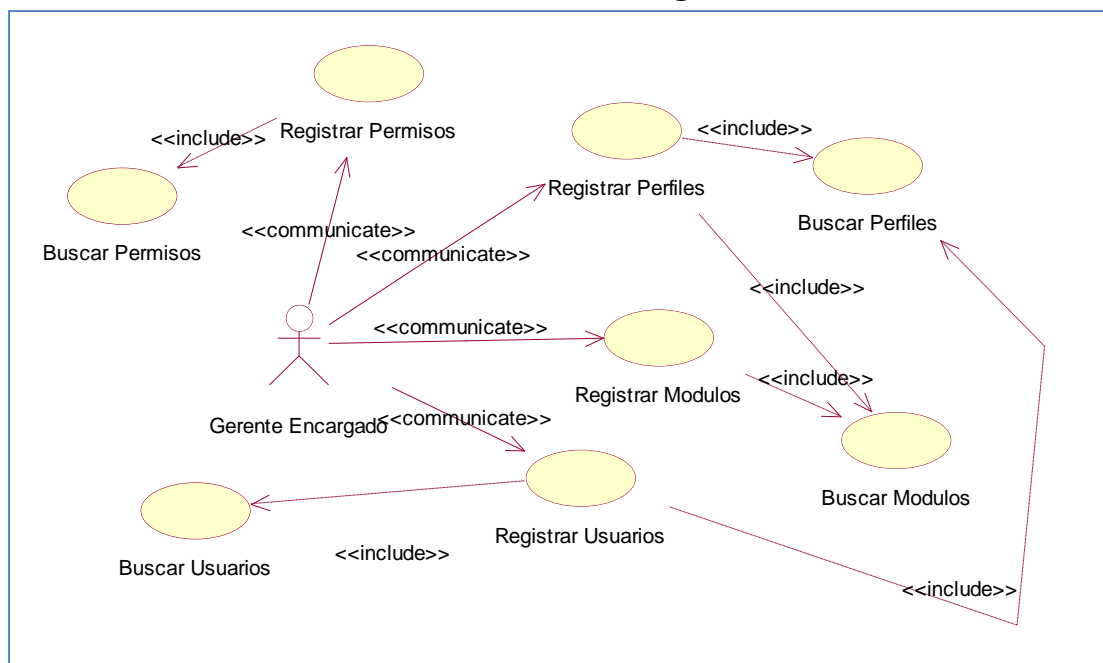 <<include>>
Registrar Permisos
<<include>>
Registrar Perfiles
Buscar Perfiles
Buscar Permisos
<<communicate>>
<<communicate>>
<<include>>
<<communicate>>
<<include>>
Registrar Modulos
Gerente Encargado
<<communicate>>
Buscar Modulos
Registrar Usuarios
Buscar Usuarios
<<include>>
<<include>>